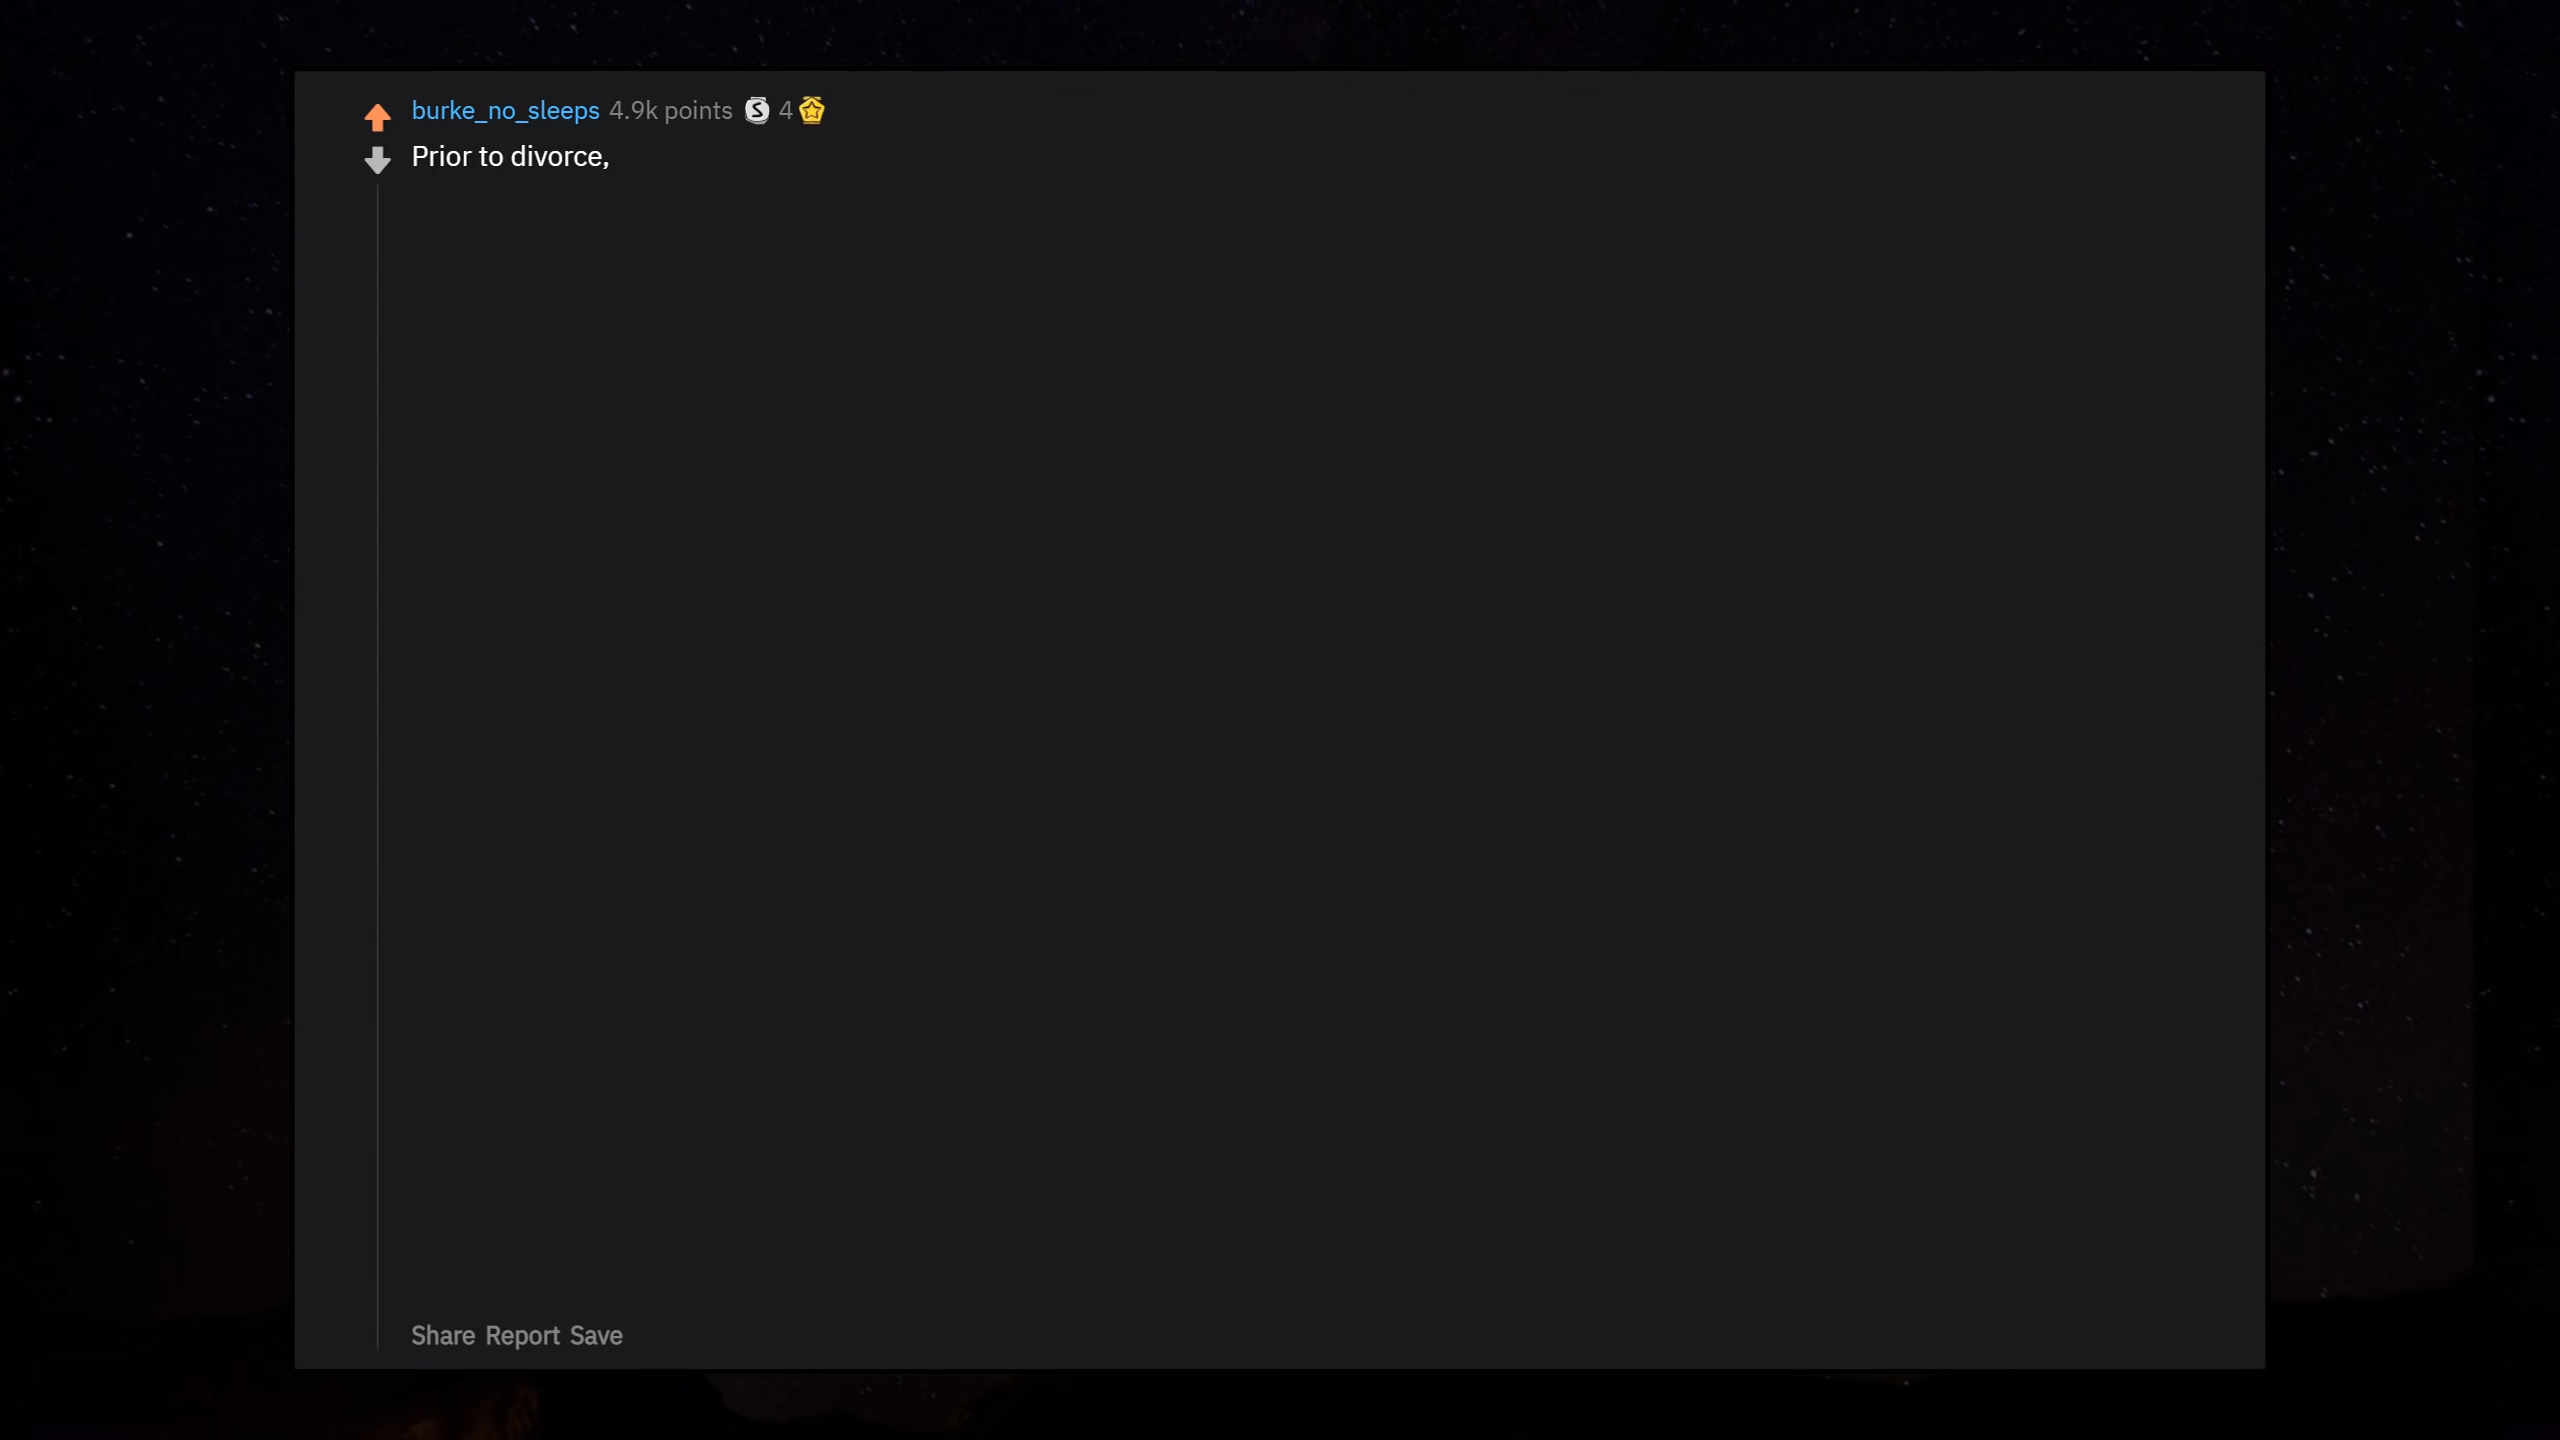 burke_no_sleeps 4.9k points S 4
Prior to divorce,
Share Report Save